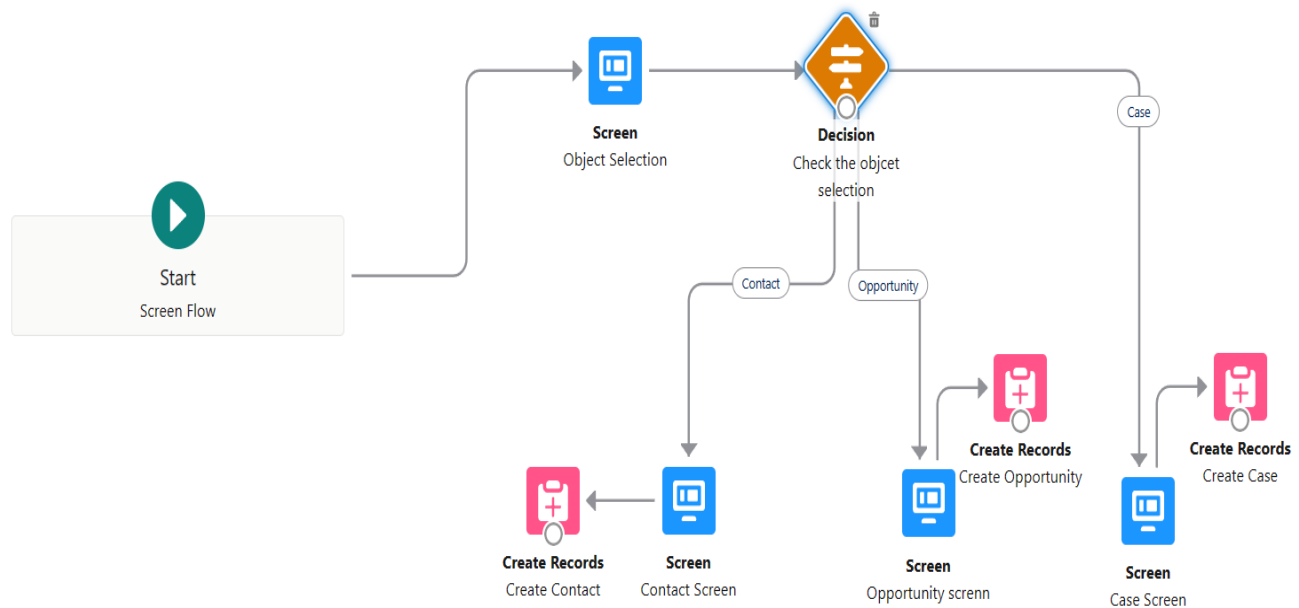 Screen
Object Selection
Decision
Check the objcet
selection
Case
Start
Screen Flow
Contact
Opportunity
Create Records
Create Opportunity
Create Records
Create Case
Create Records
Create Contact
Screen
Contact Screen
Screen
Opportunity screnn
Screen
Case Screen